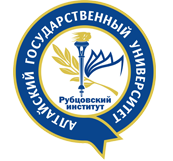 АЛТАЙСКИЙ ГОСУДАРСТВЕННЫЙ УНИВЕРСИТЕТ
Рубцовский
институт